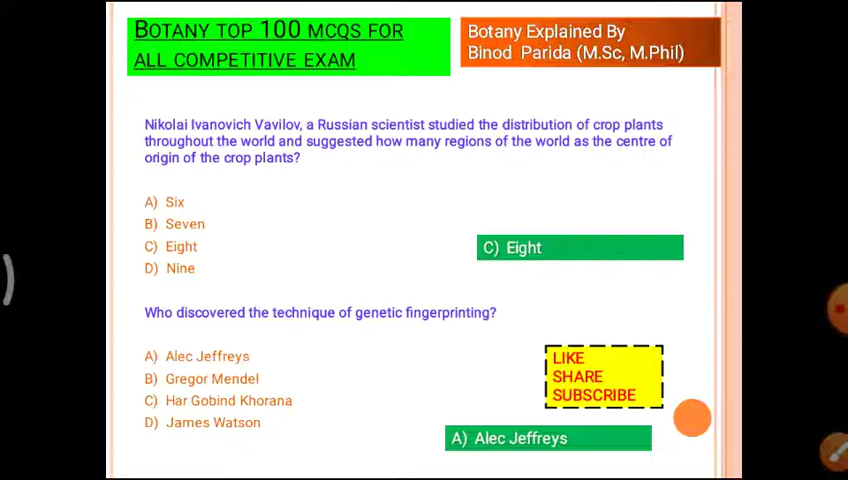 BOTANY TOP 100 MCQS FOR
ALL COMPETITIVE EXAM
Botany Explained By
Binod Parida (M.Sc, M.Phil)
Nikolai Ivanovich Vavilov, a Russian scientist studied the distribution of crop plants
throughout the world and suggested how many regions of the world as the centre of
origin of the crop plants?
A) Six
B) Seven
C) Eight
D) Nine
C) Eight
Who discovered the technique of genetic fingerprinting?
A) Alec Jeffreys
B) Gregor Mendel
C) Har Gobind Khorana
D) James Watson
LIKE
SHARE
SUBSCRIBE
A) Alec Jeffreys